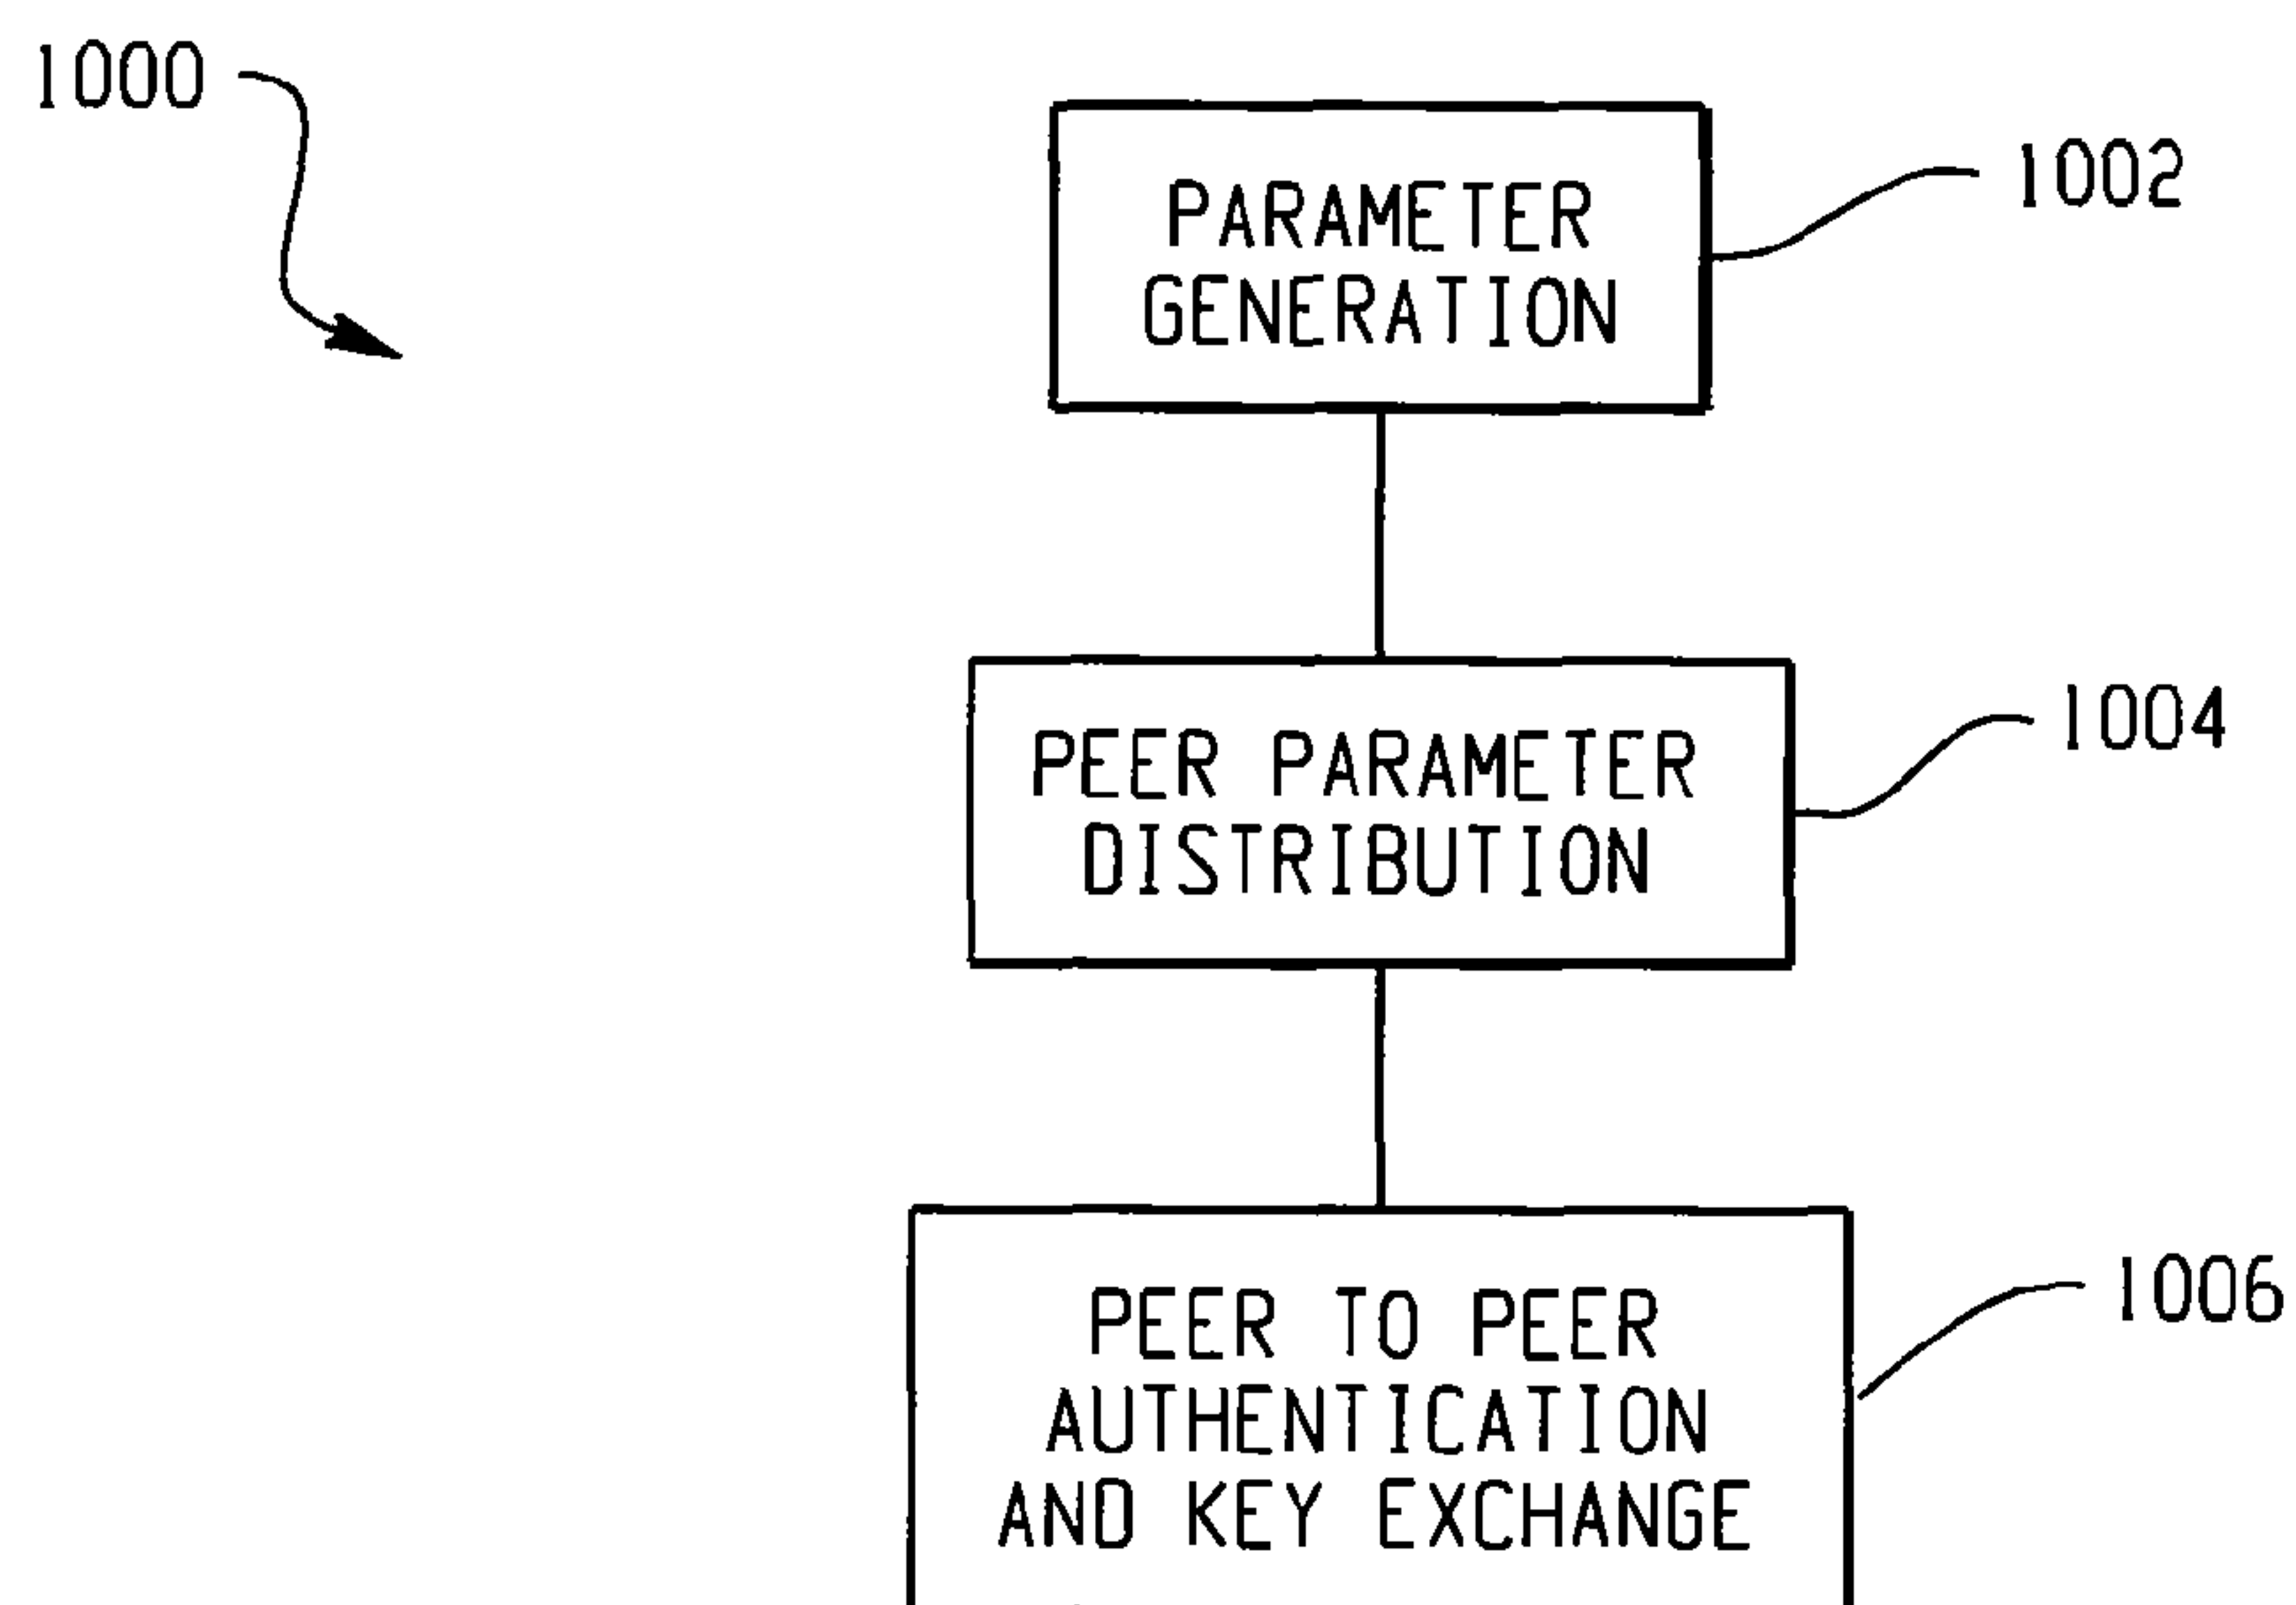 1000
PARAMETER
GENERATION
1002
PEER PARAMETER
DISTRIBUTION
1004
PEER TO PEER
AUTHENTICATION
AND KEY EXCHANGE
1006